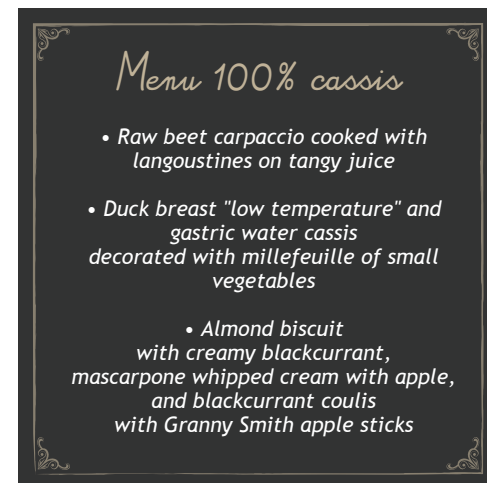 Menu 100% cassis
• Raw beet carpaccio cooked with
langoustines on tangy juice
• Duck breast "low temperature" and
gastric water cassis
decorated with millefeuille of small
vegetables
• Almond biscuit
with creamy blackcurrant,
mascarpone whipped cream with apple,
and blackcurrant coulis
with Granny Smith apple sticks